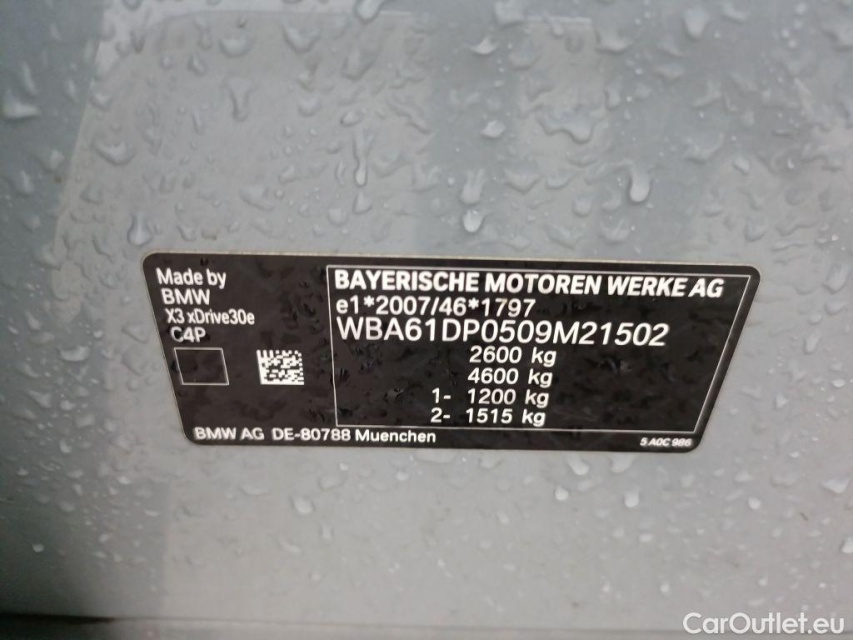 Made by
BMW
X3 xDrive30e
C4P
BAYERISCHE MOTOREN WERKE AG
e1*2007/46*1797
WBA61DP0509M21502
2600 kg
4600 kg
1- 1200 kg
2- 1515 kg
BMW AG DE-80788 Muenchen
5 A0C 986
CarOutlet.eu